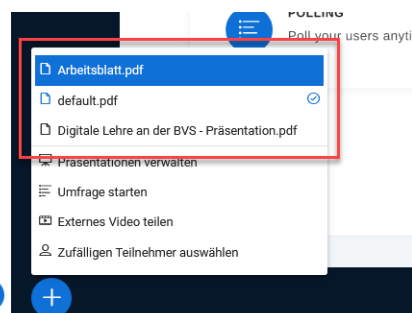 POLLING
Poll your users anyti
Arbeitsblatt.pdf
default.pdf
Digitale Lehre an der BVS - Präsentation.pdf
Präsentationen verwalten
Umfrage starten
Externes Video teilen
Zufälligen Teilnehmer auswählen